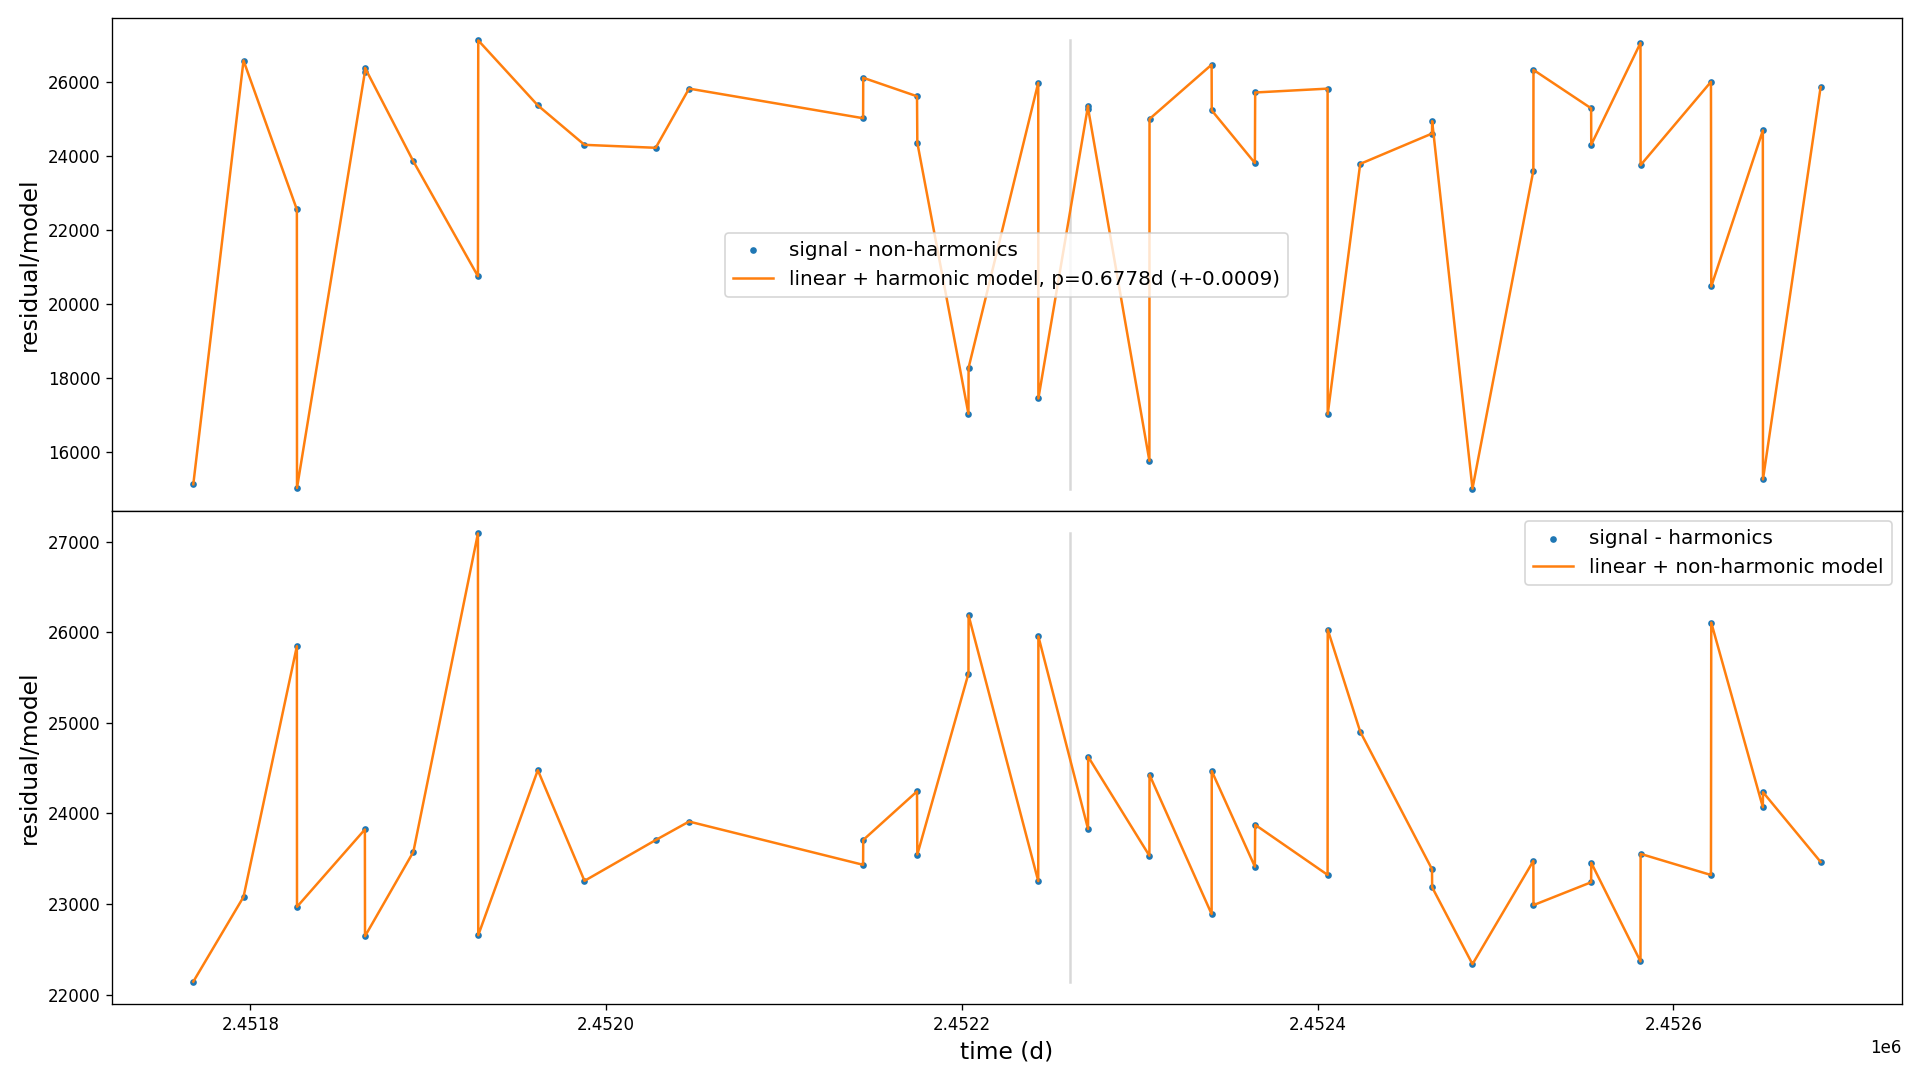 26000
24000
22000
20000
18000
16000
residual/model
signal - non-harmonics
linear + harmonic model, p=0.6778d (+-0.0009)
27000
26000
25000
24000
23000
22000
residual/model
signal - harmonics
linear + non-harmonic model
2.4518 2.4520 2.4522 2.4524 2.4526
1e6
time (d)